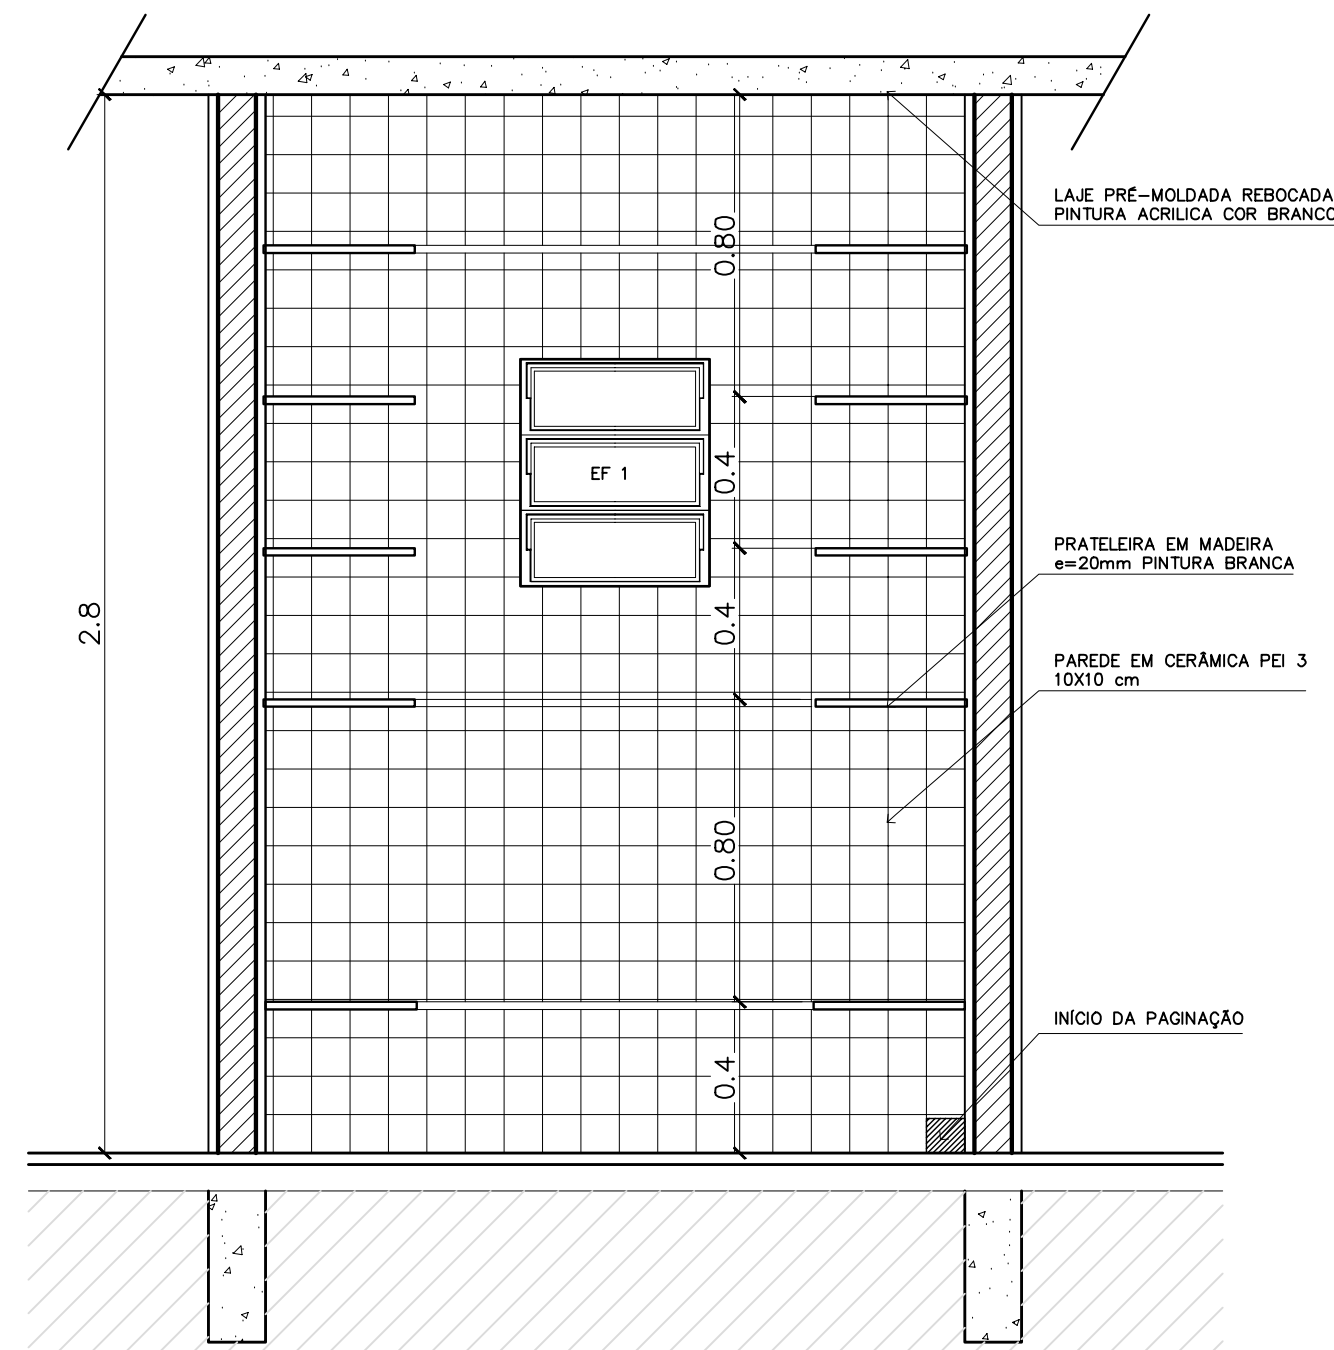 LAJE PRÉ-MOLDADA REBOCADA
PINTURA ACRILICA COR BRANCO
0.80
EF 1
0.4
PRATELEIRA EM MADEIRA
e=20mm PINTURA BRANCA
2.8
0.4
PAREDE EM CERÂMICA PEI 3
10X10 cm
0.80
INÍCIO DA PAGINAÇÃO
0.4